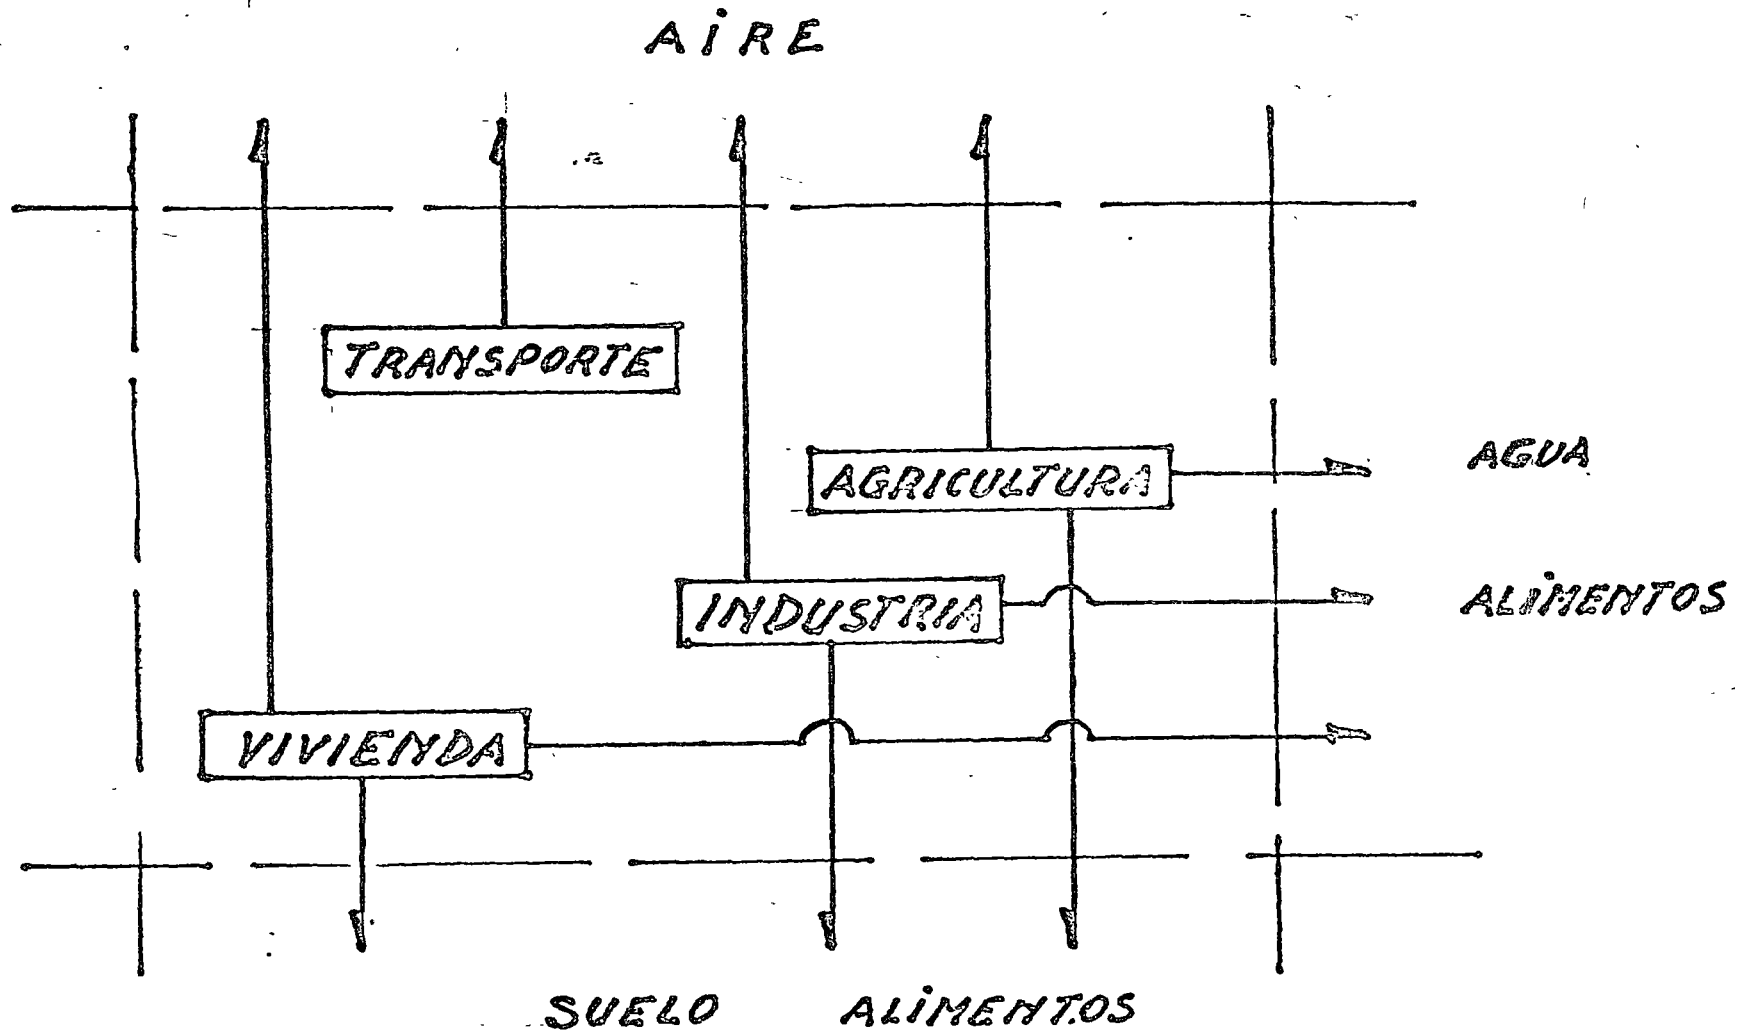 AiRE
TRANSPORTE
AGUA
AGRICULTURA
ALiMENTOS
INDUSTRIA
VIVIENDA
SUELO ALiMENTOS